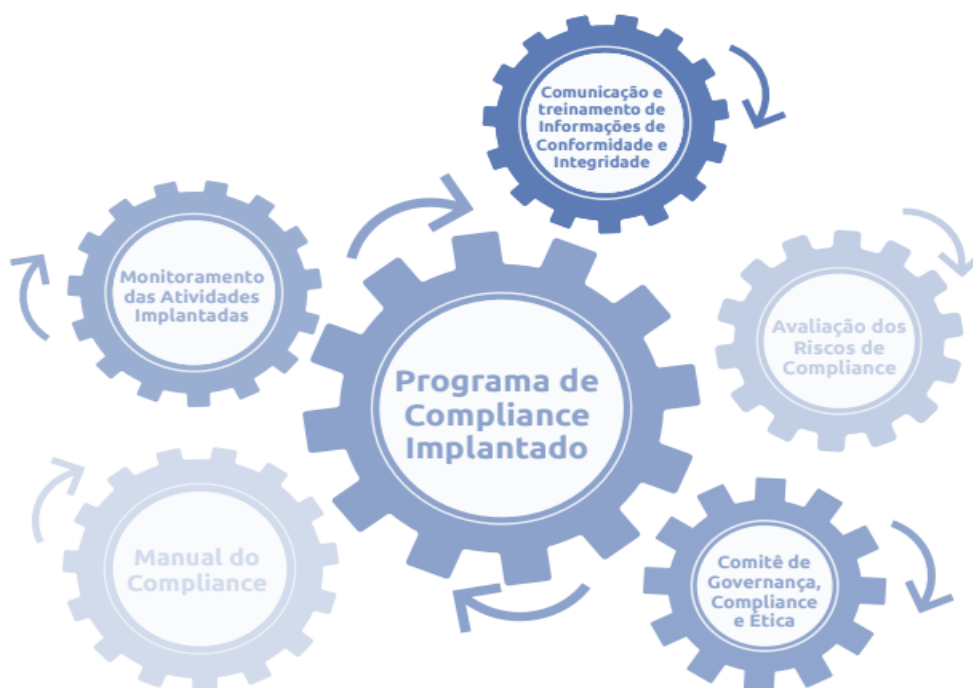 Comunicação e
treinamento de
Informações de
Conformidade e
Integridade
Monitoramento
das Atividades
Implantadas
Avaliação dos
Riscos de
Compliance
Programa de
Compliance
Implantado
Manual do
Compliance
Comitê de
Governança,
Compliance
e Ética